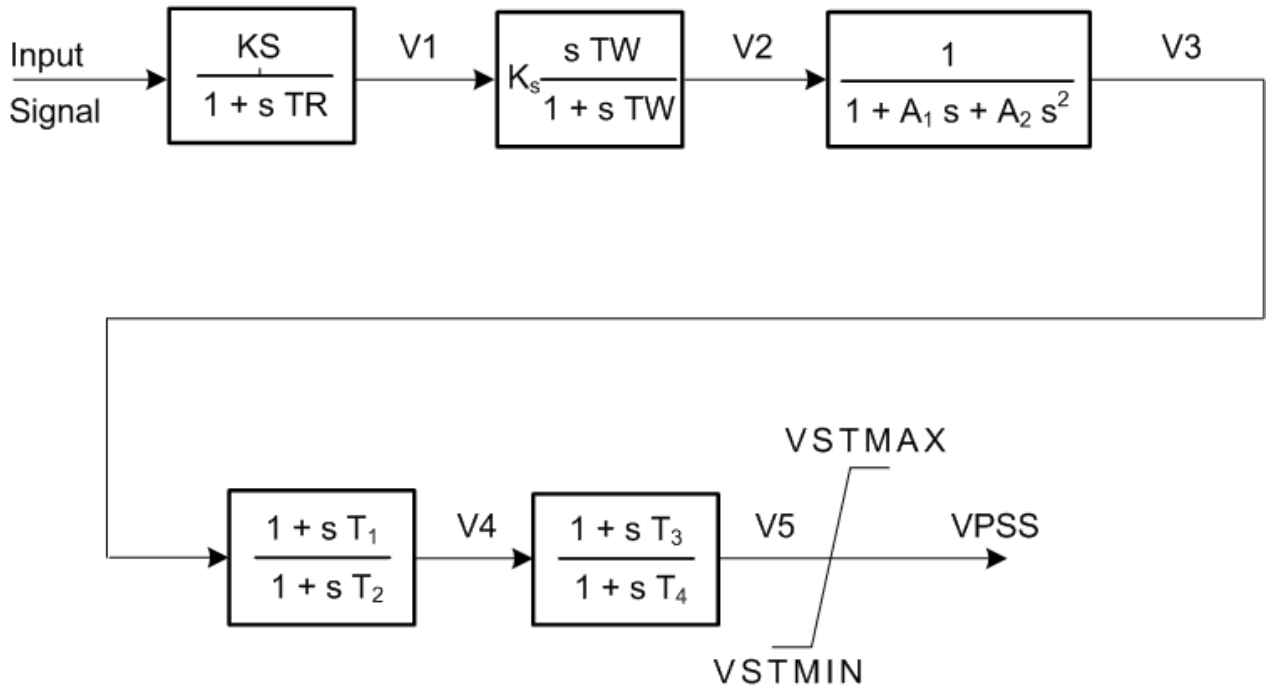 Input
Signal
KS
1 + s TR
V1
Kₛ
s TW
1 + s TW
V2
1
1 + A₁ s + A₂ s²
V3
VSTMAX
1 + s T₁
1 + s T₂
V4
1 + s T₃
1 + s T₄
V5
VPSS
VSTMIN